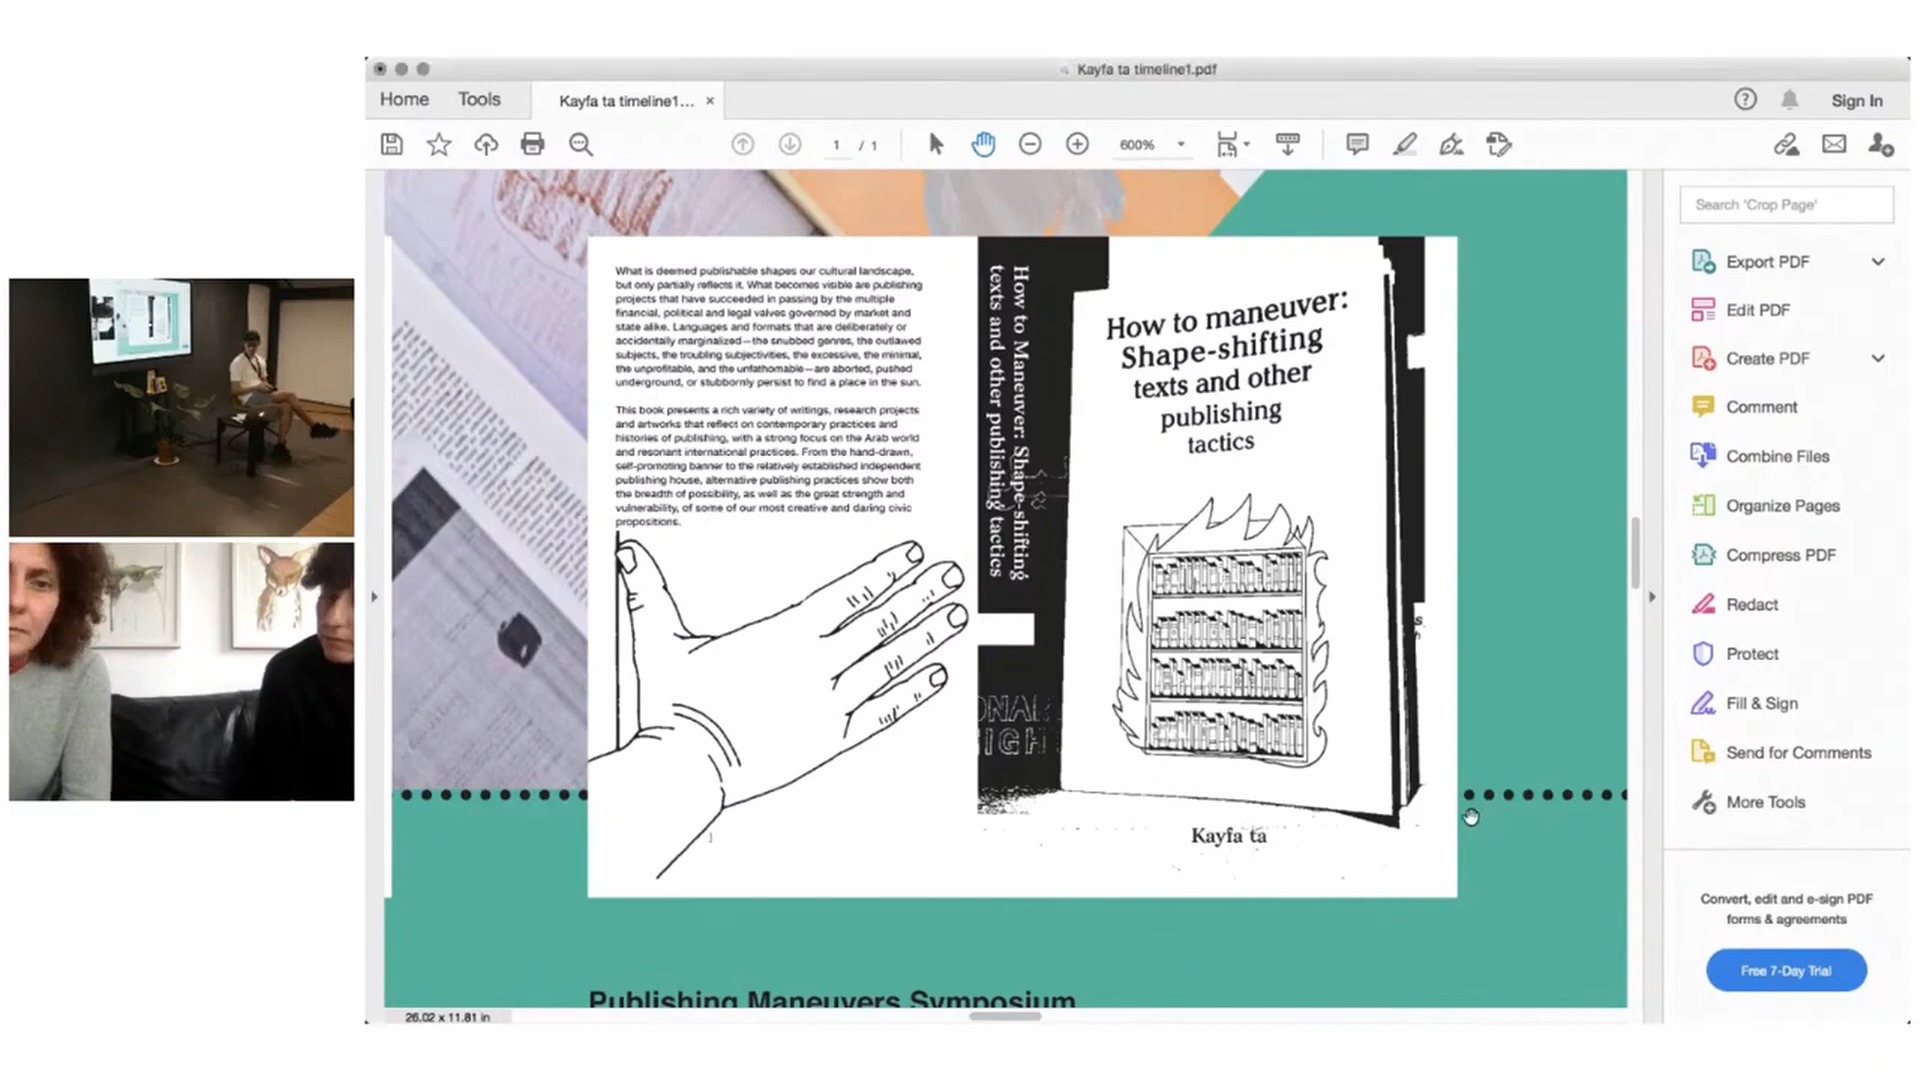 Kayfa ta timeline1.pdf
Home
Tools
Kayfa ta timeline1...
Sign In
1 / 1
600%
What is deemed publishable shapes our cultural landscape,
but only partially reflects it. What becomes visible are publishing
projects that have succeeded in passing by the multiple
financial, political and legal valves governed by market and
state alike. Languages and formats that are deliberately or
accidentally marginalized—the snubbed genres, the outlawed
subjects, the troubling subjectivities, the excessive, the minimal,
the unprofitable, and the unfathomable—are aborted, pushed
underground, or stubbornly persist to find a place in the sun.
This book presents a rich variety of writings, research projects
and artworks that reflect on contemporary practices and
histories of publishing, with a strong focus on the Arab world
and resonant international practices. From the hand-drawn,
self-promoting banner to the relatively established independent
publishing house, alternative publishing practices show both
the breadth of possibility, as well as the great strength and
vulnerability, of some of our most creative and daring civic
propositions.
How to Maneuver: Shape-shifting
texts and other publishing tactics
How to maneuver:
Shape-shifting
texts and other
publishing
tactics
Kayfa ta
Publishing Maneuvers Symposium
26.02 x 11.81 in
Search 'Crop Page'
Export PDF
Edit PDF
Create PDF
Comment
Combine Files
Organize Pages
Compress PDF
Redact
Protect
Fill & Sign
Send for Comments
More Tools
Convert, edit and e-sign PDF
forms & agreements
Free 7-Day Trial